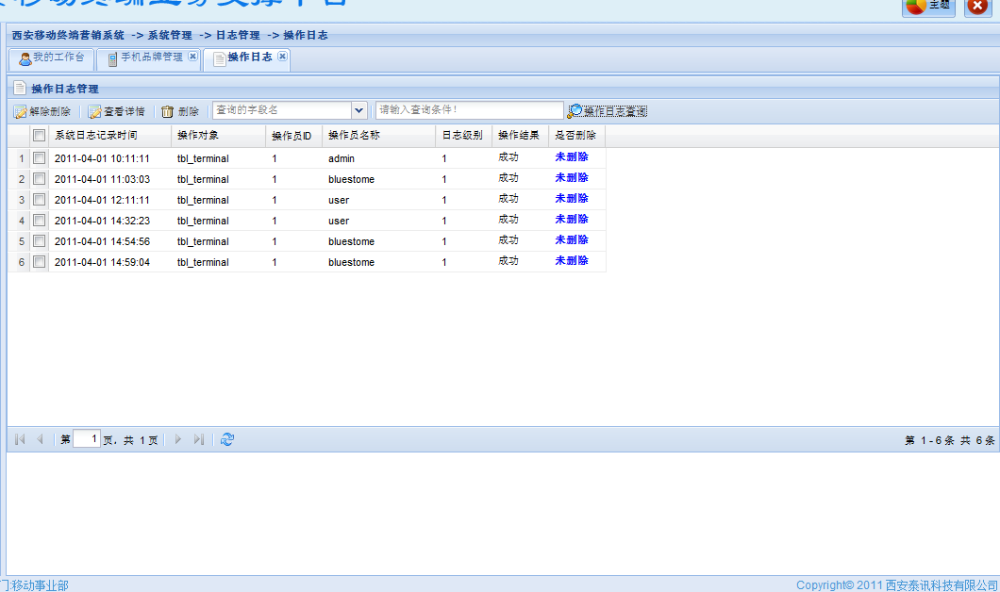 移动终端业务支撑平台
主题
西安移动终端营销系统 -> 系统管理 -> 日志管理 -> 操作日志
我的工作台 手机品牌管理 操作日志
操作日志管理
解除删除 查看详情 删除 查询的字段名 请输入查询条件! 操作日志查询
系统日志记录时间 操作对象 操作员ID 操作员名称 日志级别 操作结果 是否删除
1 2011-04-01 10:11:11 tbl_terminal 1 admin 1 成功 未删除
2 2011-04-01 11:03:03 tbl_terminal 1 bluestome 1 成功 未删除
3 2011-04-01 12:11:11 tbl_terminal 1 user 1 成功 未删除
4 2011-04-01 14:32:23 tbl_terminal 1 user 1 成功 未删除
5 2011-04-01 14:54:56 tbl_terminal 1 bluestome 1 成功 未删除
6 2011-04-01 14:59:04 tbl_terminal 1 bluestome 1 成功 未删除
第 1 页, 共 1 页 第 1 - 6 条 共 6 条
门:移动事业部 Copyright© 2011 西安泰讯科技有限公司